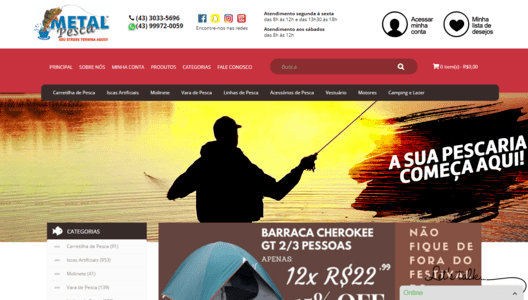 METAL
Pesca
(43) 3033-5696
(43) 99972-0059
Encontre-nos nas redes
Atendimento segunda à sexta
das 8h às 12h e das 13h30 às 18h
Atendimento aos sábados
das 8h às 12h
Acessar
minha
conta
Minha
lista de
desejos
PRINCIPAL SOBRE NÓS MINHA CONTA PRODUTOS CATEGORIAS FALE CONOSCO
Busca
0 item(s) - R$0,00
Carretilha de Pesca Iscas Artificiais Molinete Vara de Pesca Linhas de Pesca Acessórios de Pesca Vestuário Motores Camping e Lazer
A SUA PESCARIA
COMEÇA AQUI!
CATEGORIAS
Carretilha de Pesca (91)
Iscas Artificiais (953)
Molinete (41)
Vara de Pesca (139)
BARRACA CHEROKEE
GT 2/3 PESSOAS
APENAS:
12x R$22,99
OFF
NÃO
FIQUE DE
FORA DO
FESTIVAL
Online